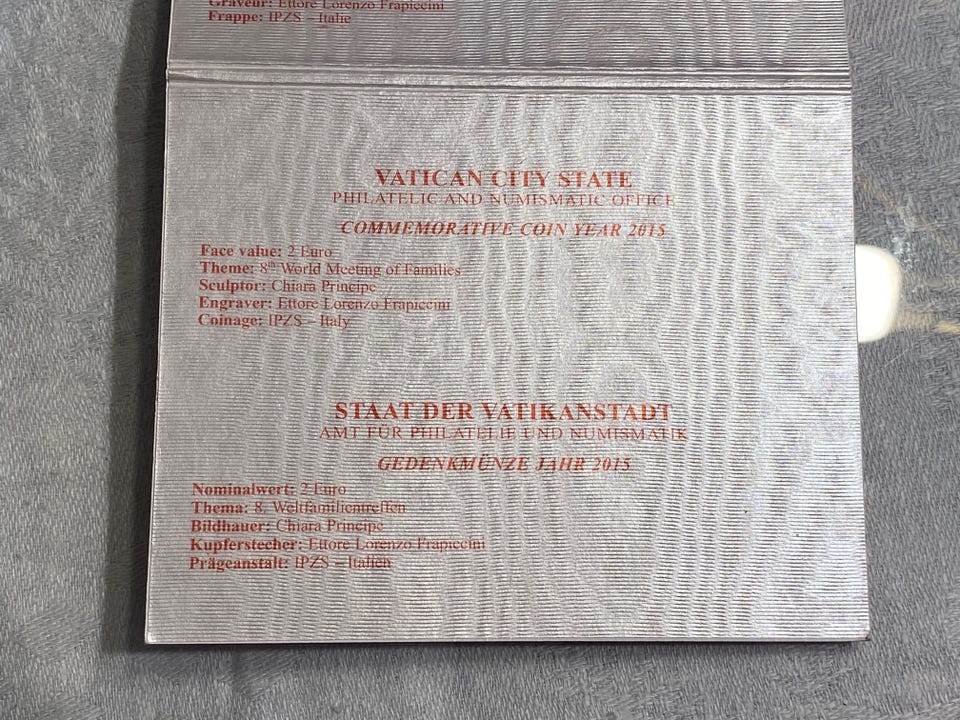 Graveur: Ettore Lorenzo Frapiccini
Frappe: IPZS – Italie
VATICAN CITY STATE
PHILATELIC AND NUMISMATIC OFFICE
COMMEMORATIVE COIN YEAR 2015
Face value: 2 Euro
Theme: 8th World Meeting of Families
Sculptor: Chiara Principe
Engraver: Ettore Lorenzo Frapiccini
Coinage: IPZS – Italy
STAAT DER VATIKANSTADT
AMT FÜR PHILATELIE UND NUMISMATIK
GEDENKMÜNZE JAHR 2015
Nominalwert: 2 Euro
Thema: 8. Weltfamilientreffen
Bildhauer: Chiara Principe
Kupferstecher: Ettore Lorenzo Frapiccini
Prägeanstalt: IPZS – Italien